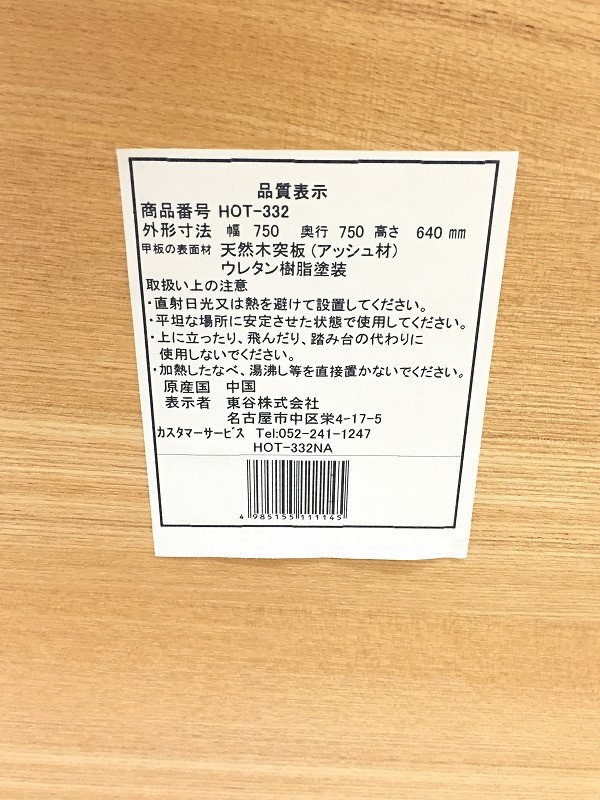 品質表示
商品番号 HOT-332
外形寸法 幅 750 奥行 750 高さ 640 mm
甲板の表面材 天然木突板(アッシュ材)
ウレタン樹脂塗装
取扱い上の注意
・直射日光又は熱を避けて設置してください。
・平坦な場所に安定させた状態で使用してください。
・上に立ったり、飛んだり、踏み台の代わりに
使用しないでください。
・加熱したなべ、湯沸し等を直接置かないでください。
原産国 中国
表示者 東谷株式会社
名古屋市中区栄4-17-5
カスタマーサービス Tel:052-241-1247
HOT-332NA
4 985155 111145